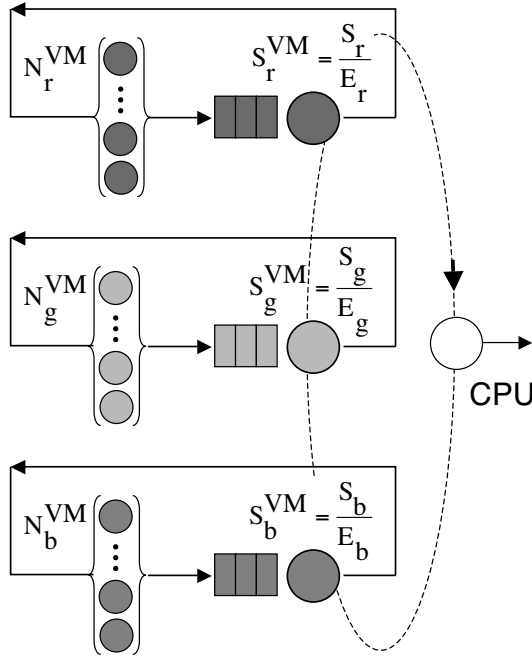 N_r^VM S_r^VM = S_r / E_r
N_g^VM S_g^VM = S_g / E_g
CPU
N_b^VM S_b^VM = S_b / E_b